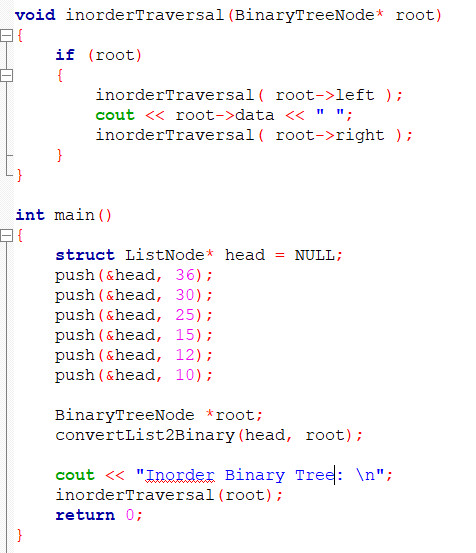 void inorderTraversal(BinaryTreeNode* root)
{
if (root)
{
inorderTraversal( root->left );
cout << root->data << " ";
inorderTraversal( root->right );
}
}
int main()
{
struct ListNode* head = NULL;
push(&head, 36);
push(&head, 30);
push(&head, 25);
push(&head, 15);
push(&head, 12);
push(&head, 10);
BinaryTreeNode *root;
convertList2Binary(head, root);
cout << "Inorder Binary Tree: \n";
inorderTraversal(root);
return 0;
}